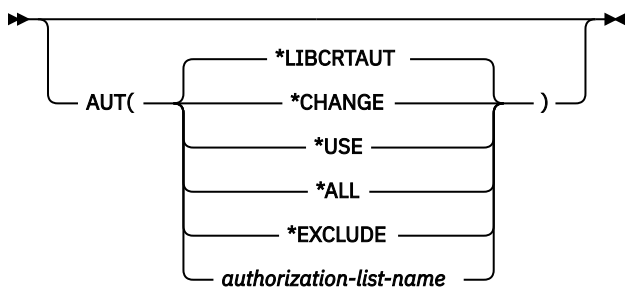 *LIBCRTAUT
AUT( *CHANGE )
*USE
*ALL
*EXCLUDE
authorization-list-name